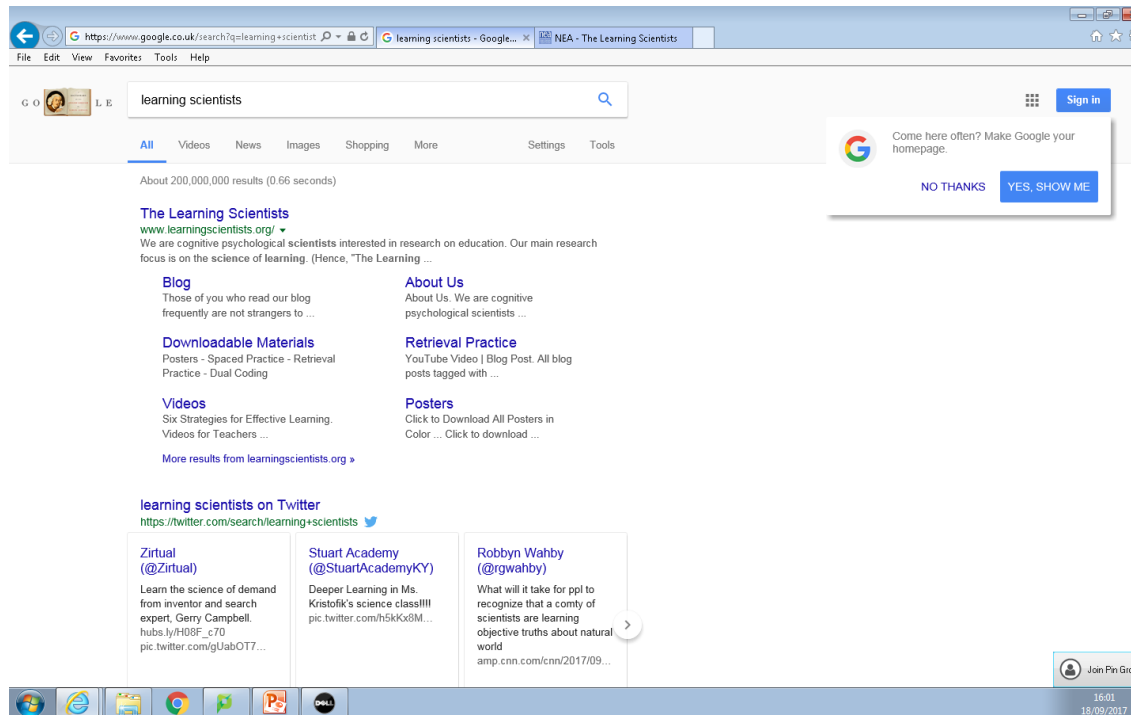 https://www.google.co.uk/search?q=learning+scientist
learning scientists - Google...
NEA - The Learning Scientists
File Edit View Favorites Tools Help
G O L E
learning scientists
Sign in
All Videos News Images Shopping More Settings Tools
Come here often? Make Google your
homepage.
NO THANKS YES, SHOW ME
About 200,000,000 results (0.66 seconds)
The Learning Scientists
www.learningscientists.org/
We are cognitive psychological scientists interested in research on education. Our main research
focus is on the science of learning. (Hence, "The Learning ...
Blog
Those of you who read our blog
frequently are not strangers to ...
About Us
About Us. We are cognitive
psychological scientists ...
Downloadable Materials
Posters - Spaced Practice - Retrieval
Practice - Dual Coding
Retrieval Practice
YouTube Video | Blog Post. All blog
posts tagged with ...
Videos
Six Strategies for Effective Learning.
Videos for Teachers ...
Posters
Click to Download All Posters in
Color ... Click to download ...
More results from learningscientists.org »
learning scientists on Twitter
https://twitter.com/search/learning+scientists
Zirtual
(@Zirtual)
Learn the science of demand
from inventor and search
expert, Gerry Campbell.
hubs.ly/H08F_c70
pic.twitter.com/gUabOT7...
Stuart Academy
(@StuartAcademyKY)
Deeper Learning in Ms.
Kristofik's science class!!!!
pic.twitter.com/h5kKx8M...
Robbyn Wahby
(@rgwahby)
What will it take for ppl to
recognize that a comty of
scientists are learning
objective truths about natural
world
amp.cnn.com/cnn/2017/09...
Join Pin Gro
DELL
16:01
18/09/2017